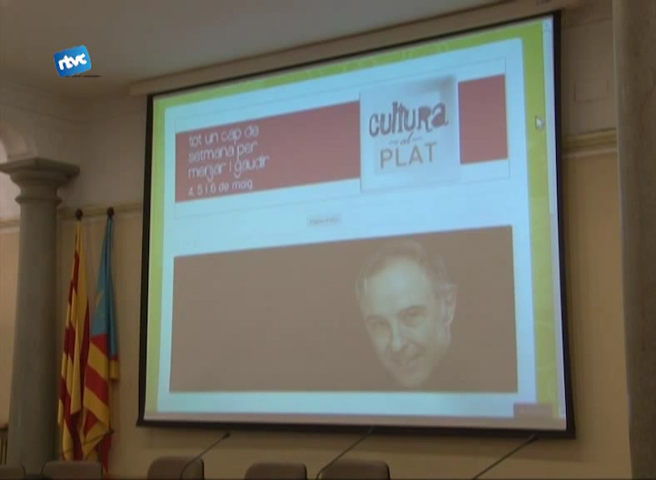 rtvc
tot un cap de
setmana per
menjar i gaudir
4, 5 i 6 de maig
cultura
al
PLAT